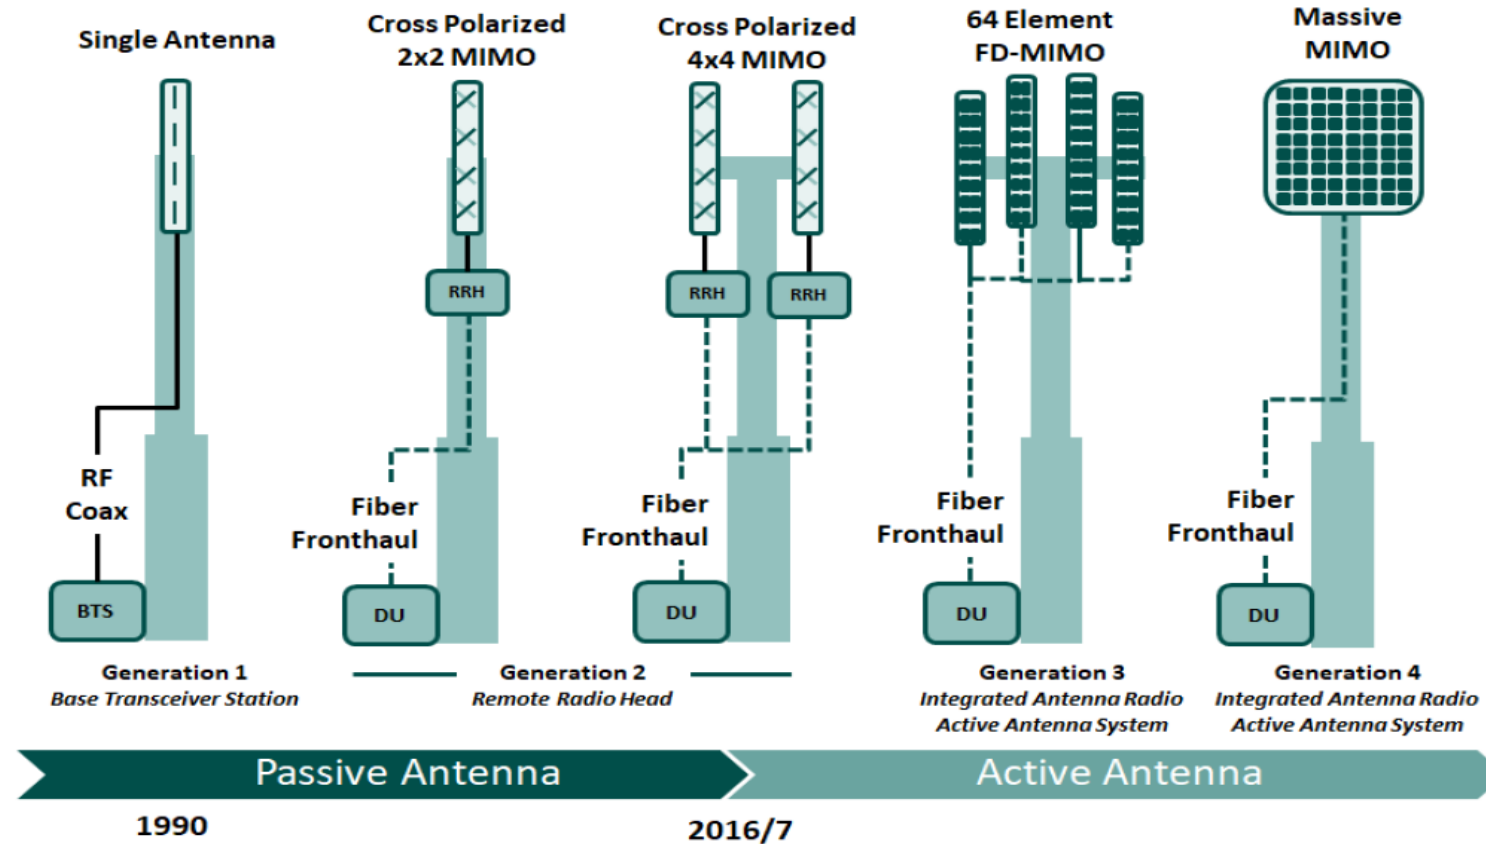 Single Antenna
Cross Polarized
2x2 MIMO
Cross Polarized
4x4 MIMO
64 Element
FD-MIMO
Massive
MIMO
RRH
RRH
RRH
RF
Coax
Fiber
Fronthaul
Fiber
Fronthaul
Fiber
Fronthaul
Fiber
Fronthaul
BTS
DU
DU
DU
DU
Generation 1
Base Transceiver Station
Generation 2
Remote Radio Head
Generation 3
Integrated Antenna Radio
Active Antenna System
Generation 4
Integrated Antenna Radio
Active Antenna System
Passive Antenna
Active Antenna
1990
2016/7